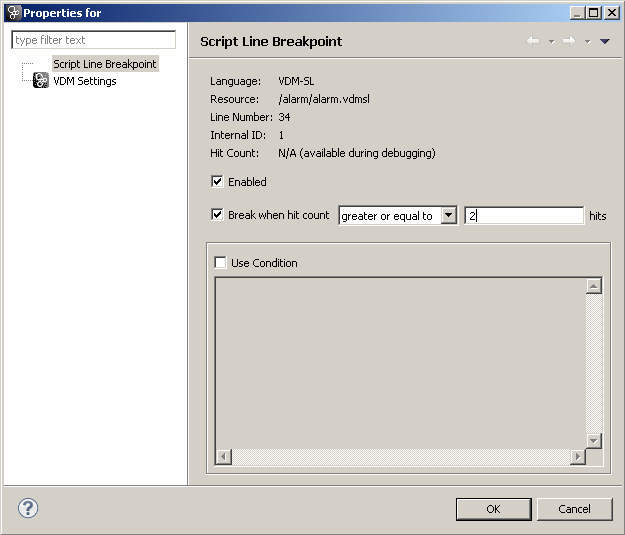 Properties for
type filter text
Script Line Breakpoint
VDM Settings
Script Line Breakpoint
Language: VDM-SL
Resource: /alarm/alarm.vdmsl
Line Number: 34
Internal ID: 1
Hit Count: N/A (available during debugging)
Enabled
Break when hit count greater or equal to 2 hits
Use Condition
OK Cancel